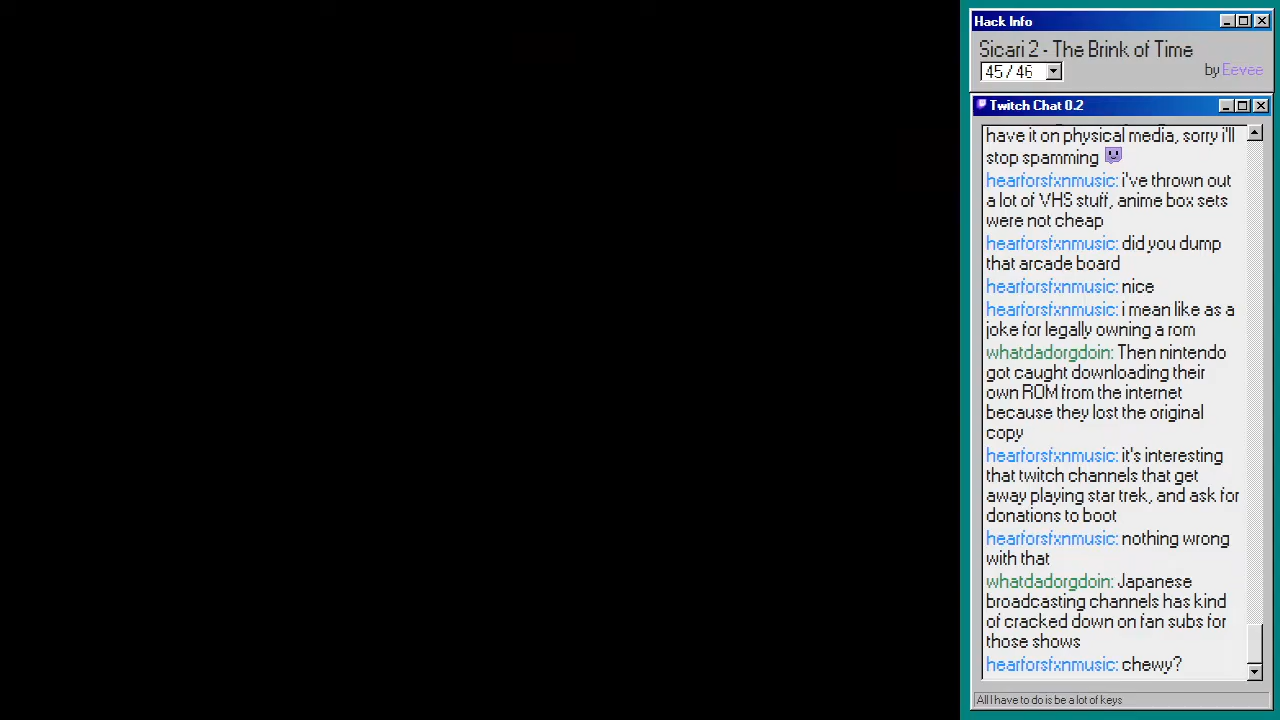 Hack Info
Sicari 2 - The Brink of Time
45 / 46
by Eevee
Twitch Chat 0.2
have it on physical media, sorry i'll
stop spamming
hearforsfxnmusic: i've thrown out
a lot of VHS stuff, anime box sets
were not cheap
hearforsfxnmusic: did you dump
that arcade board
hearforsfxnmusic: nice
hearforsfxnmusic: i mean like as a
joke for legally owning a rom
whatdadorgdoin: Then nintendo
got caught downloading their
own ROM from the internet
because they lost the original
copy
hearforsfxnmusic: it's interesting
that twitch channels that get
away playing star trek, and ask for
donations to boot
hearforsfxnmusic: nothing wrong
with that
whatdadorgdoin: Japanese
broadcasting channels has kind
of cracked down on fan subs for
those shows
hearforsfxnmusic: chewy?
All I have to do is be a lot of keys